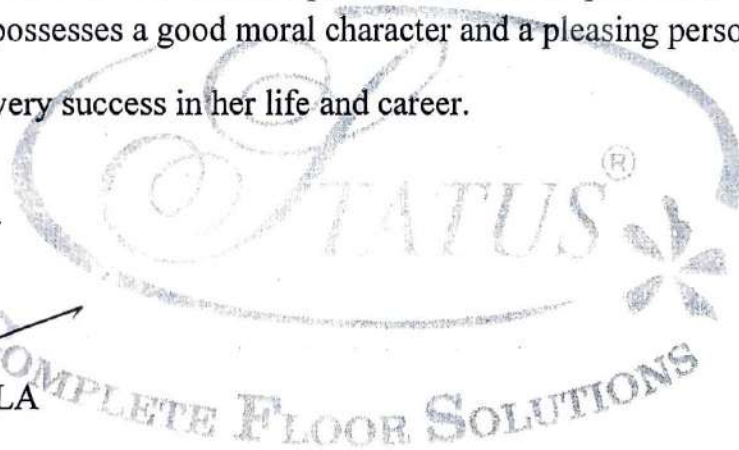 possesses a good moral character and a pleasing perso
very success in her life and career.
STATUS®
LA
COMPLETE FLOOR SOLUTIONS